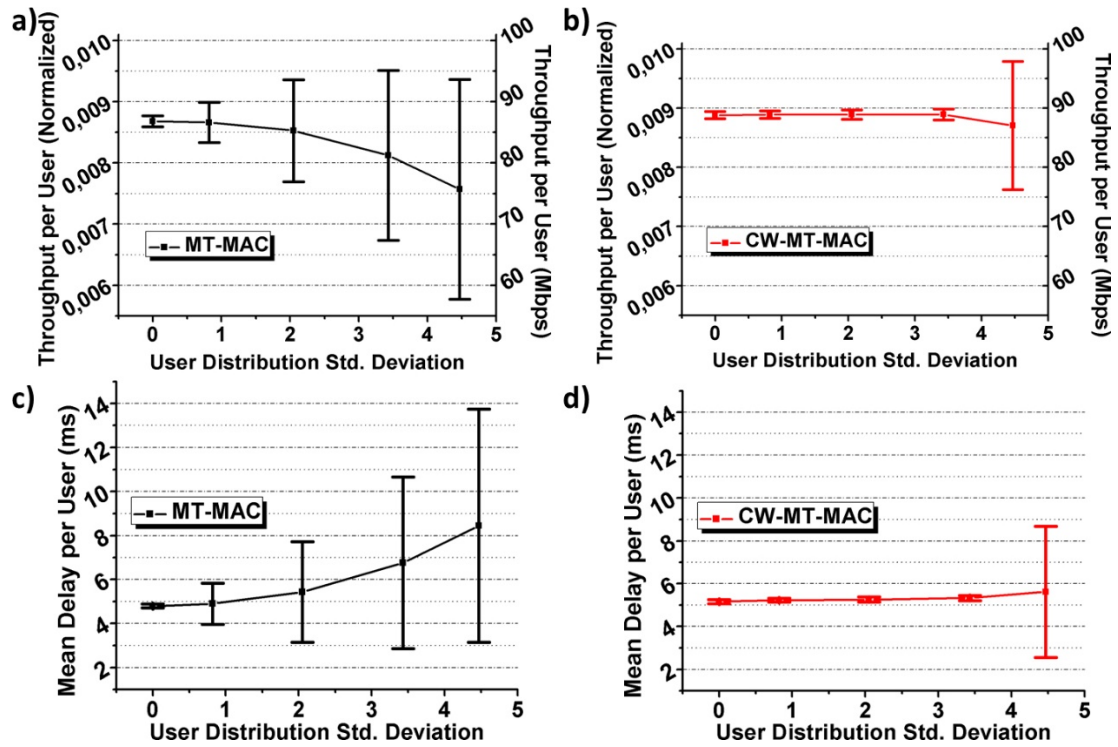 a)
Throughput per User (Normalized)
0,010
0,009
0,008
0,007
0,006
100
90
80
70
60
Throughput per User (Mbps)
MT-MAC
0 1 2 3 4 5
User Distribution Std. Deviation
b)
Throughput per User (Normalized)
0,010
0,009
0,008
0,007
0,006
100
90
80
70
60
Throughput per User (Mbps)
CW-MT-MAC
0 1 2 3 4 5
User Distribution Std. Deviation
c)
Mean Delay per User (ms)
14
12
10
8
6
4
2
MT-MAC
0 1 2 3 4 5
User Distribution Std. Deviation
d)
Mean Delay per User (ms)
14
12
10
8
6
4
2
CW-MT-MAC
0 1 2 3 4 5
User Distribution Std. Deviation